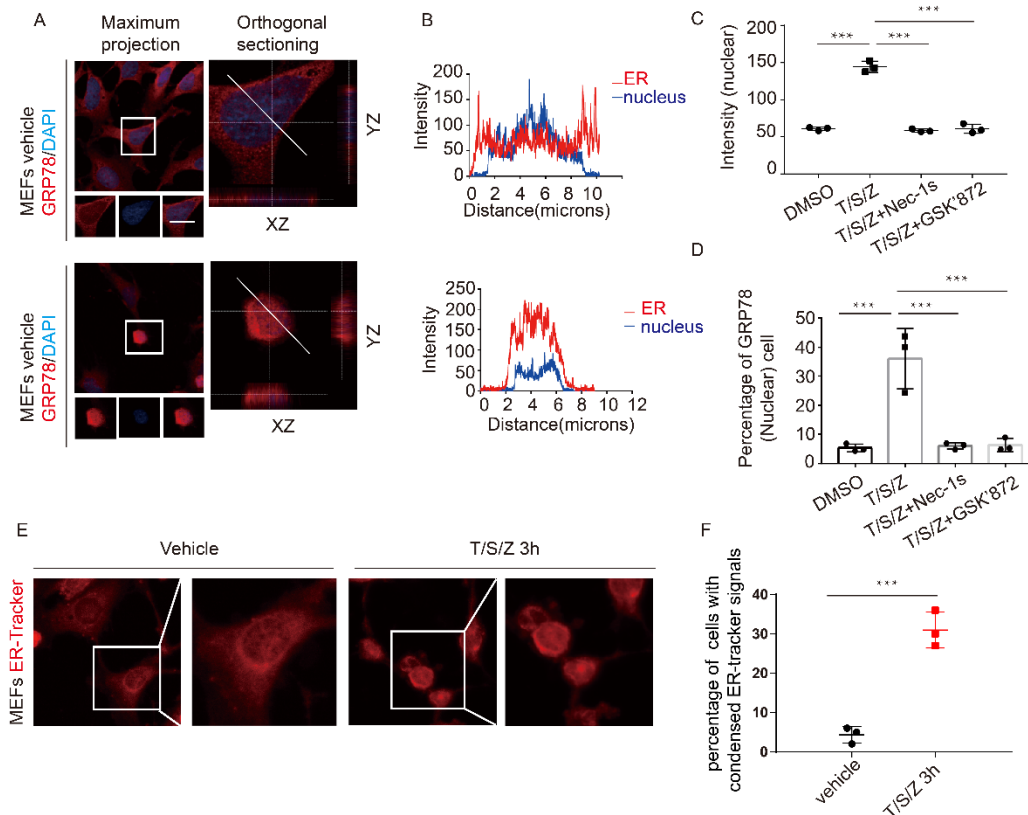 A
Maximum projection
Orthogonal sectioning
MEFs vehicle
GRP78/DAPI
YZ
XZ
MEFs vehicle
GRP78/DAPI
YZ
XZ
B
Intensity
200
150
100
50
0
ER
nucleus
0 2 4 6 8 10
Distance(microns)
Intensity
250
200
150
100
50
0
ER
nucleus
0 2 4 6 8 10
Distance(microns)
C
Intensity (nuclear)
200
150
100
50
0
***
*** ***
DMSO
T/S/Z
T/S/Z+Nec-1s
T/S/Z+GSK'872
D
Percentage of GRP78
(Nuclear) cell
50
40
30
20
10
0
***
*** ***
DMSO
T/S/Z
T/S/Z+Nec-1s
T/S/Z+GSK'872
E
Vehicle
T/S/Z 3h
MEFs ER-Tracker
F
percentage of cells with
condensed ER-tracker signals
40
30
20
10
0
***
vehicle
T/S/Z 3h